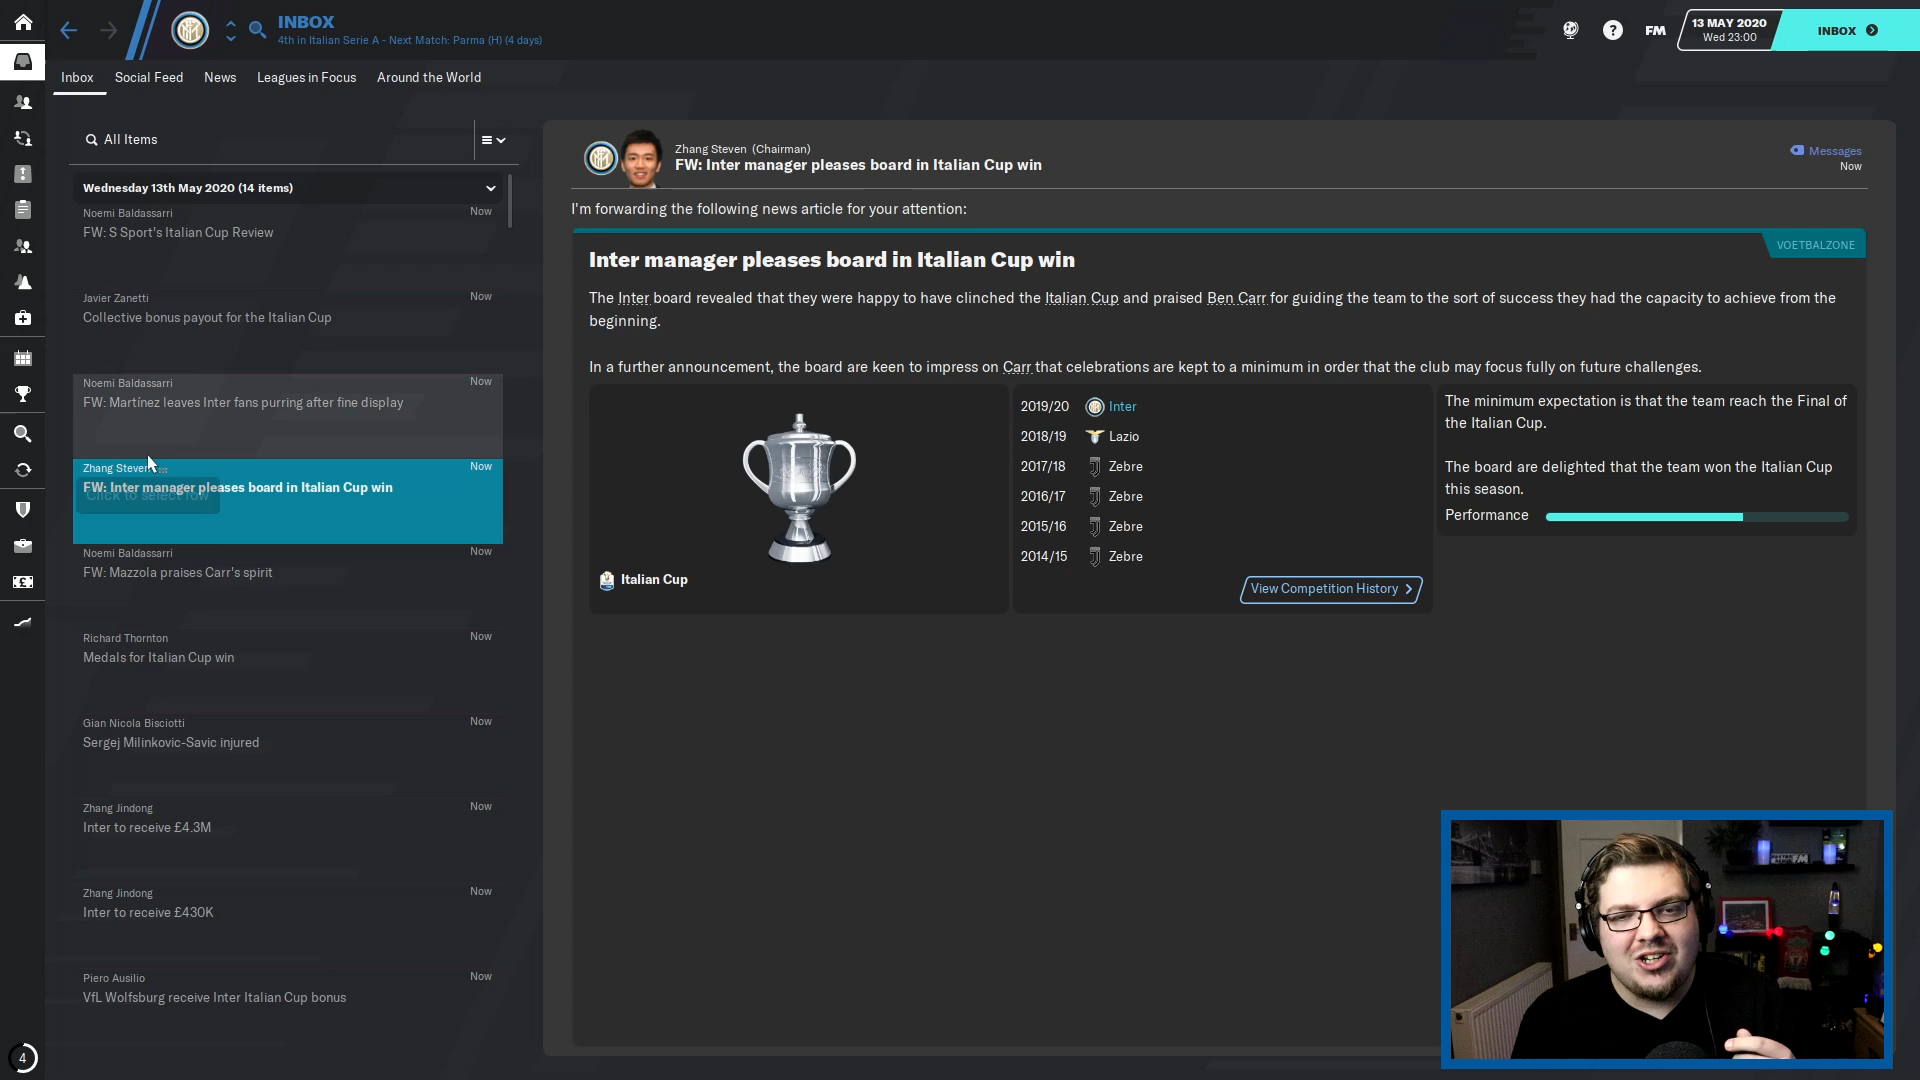 INBOX
4th in Italian Serie A - Next Match: Parma (H) (4 days)
FM
13 MAY 2020
Wed 23:00
INBOX
Inbox
Social Feed
News
Leagues in Focus
Around the World
All Items
Wednesday 13th May 2020 (14 items)
Noemi Baldassarri
Now
FW: S Sport's Italian Cup Review
Javier Zanetti
Now
Collective bonus payout for the Italian Cup
Noemi Baldassarri
Now
FW: Martínez leaves Inter fans purring after fine display
Zhang Steven
Now
FW: Inter manager pleases board in Italian Cup win
Click to select row
Noemi Baldassarri
Now
FW: Mazzola praises Carr's spirit
Richard Thornton
Now
Medals for Italian Cup win
Gian Nicola Bisciotti
Now
Sergej Milinkovic-Savic injured
Zhang Jindong
Now
Inter to receive £4.3M
Zhang Jindong
Now
Inter to receive £430K
Piero Ausilio
Now
VfL Wolfsburg receive Inter Italian Cup bonus
4
Zhang Steven (Chairman)
FW: Inter manager pleases board in Italian Cup win
Messages
Now
I'm forwarding the following news article for your attention:
VOETBALZONE
Inter manager pleases board in Italian Cup win
The Inter board revealed that they were happy to have clinched the Italian Cup and praised Ben Carr for guiding the team to the sort of success they had the capacity to achieve from the
beginning.
In a further announcement, the board are keen to impress on Carr that celebrations are kept to a minimum in order that the club may focus fully on future challenges.
Italian Cup
2019/20 Inter
2018/19 Lazio
2017/18 Zebre
2016/17 Zebre
2015/16 Zebre
2014/15 Zebre
View Competition History
The minimum expectation is that the team reach the Final of
the Italian Cup.
The board are delighted that the team won the Italian Cup
this season.
Performance